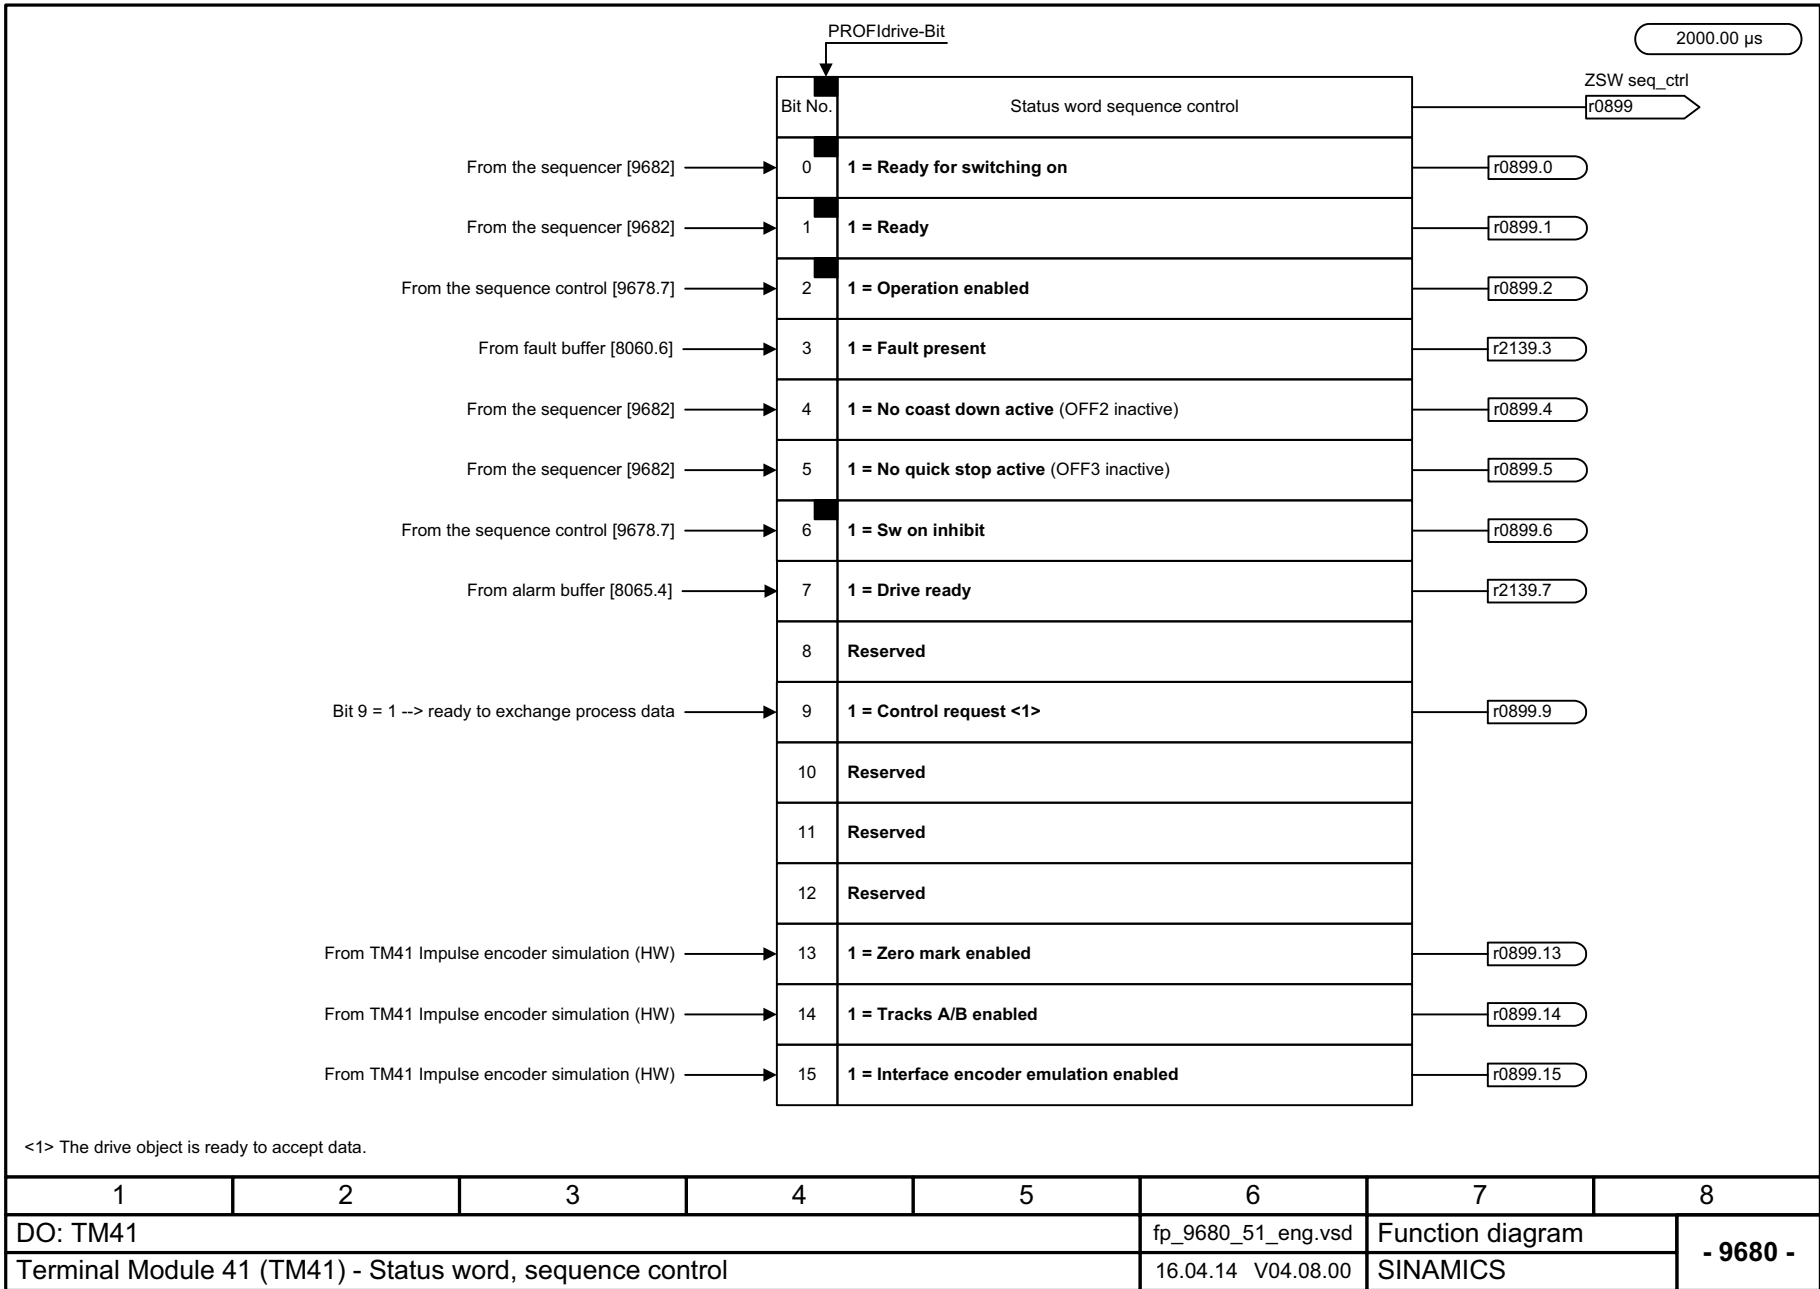 PROFIdrive-Bit
2000.00 µs
ZSW seq_ctrl
Bit No. Status word sequence control r0899
From the sequencer [9682] 0 1 = Ready for switching on r0899.0
From the sequencer [9682] 1 1 = Ready r0899.1
From the sequence control [9678.7] 2 1 = Operation enabled r0899.2
From fault buffer [8060.6] 3 1 = Fault present r2139.3
From the sequencer [9682] 4 1 = No coast down active (OFF2 inactive) r0899.4
From the sequencer [9682] 5 1 = No quick stop active (OFF3 inactive) r0899.5
From the sequence control [9678.7] 6 1 = Sw on inhibit r0899.6
From alarm buffer [8065.4] 7 1 = Drive ready r2139.7
8 Reserved
Bit 9 = 1 --> ready to exchange process data 9 1 = Control request <1> r0899.9
10 Reserved
11 Reserved
12 Reserved
From TM41 Impulse encoder simulation (HW) 13 1 = Zero mark enabled r0899.13
From TM41 Impulse encoder simulation (HW) 14 1 = Tracks A/B enabled r0899.14
From TM41 Impulse encoder simulation (HW) 15 1 = Interface encoder emulation enabled r0899.15
<1> The drive object is ready to accept data.
1 2 3 4 5 6 7 8
DO: TM41 fp_9680_51_eng.vsd Function diagram - 9680 -
Terminal Module 41 (TM41) - Status word, sequence control 16.04.14 V04.08.00 SINAMICS